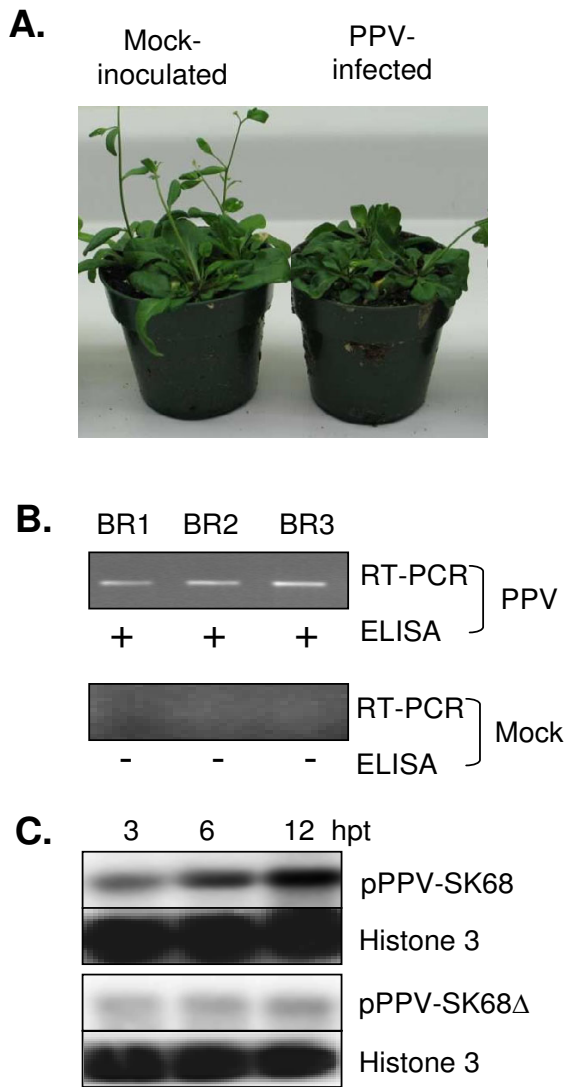 A.
Mock-
inoculated
PPV-
infected
B.
BR1 BR2 BR3
RT-PCR
PPV
+ + + ELISA
RT-PCR
Mock
- - - ELISA
C.
3 6 12 hpt
pPPV-SK68
Histone 3
pPPV-SK68Δ
Histone 3